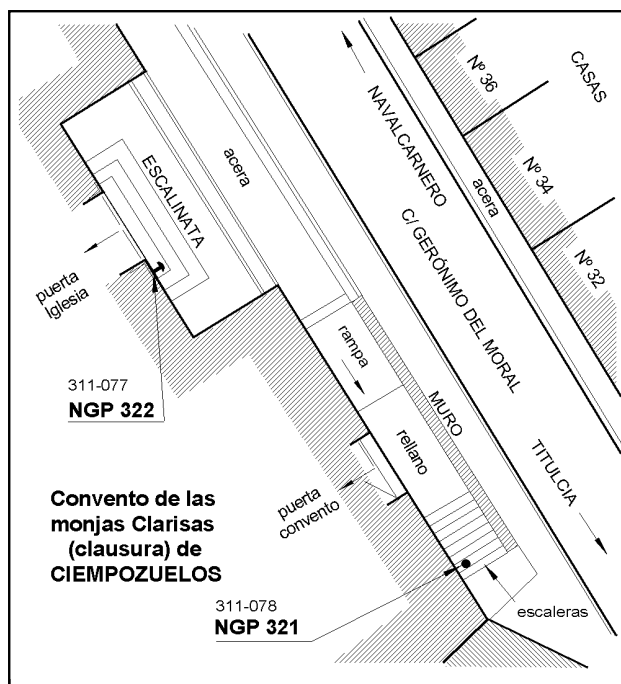 Nº 36
CASAS
NAVALCARNERO
acera
ESCALINATA
acera
Nº 34
C/ GERÓNIMO DEL MORAL
Nº 32
puerta
Iglesia
rampa
311-077
NGP 322
MURO
rellano
TITULCIA
puerta
convento
Convento de las
monjas Clarisas
(clausura) de
CIEMPOZUELOS
311-078
NGP 321
escaleras